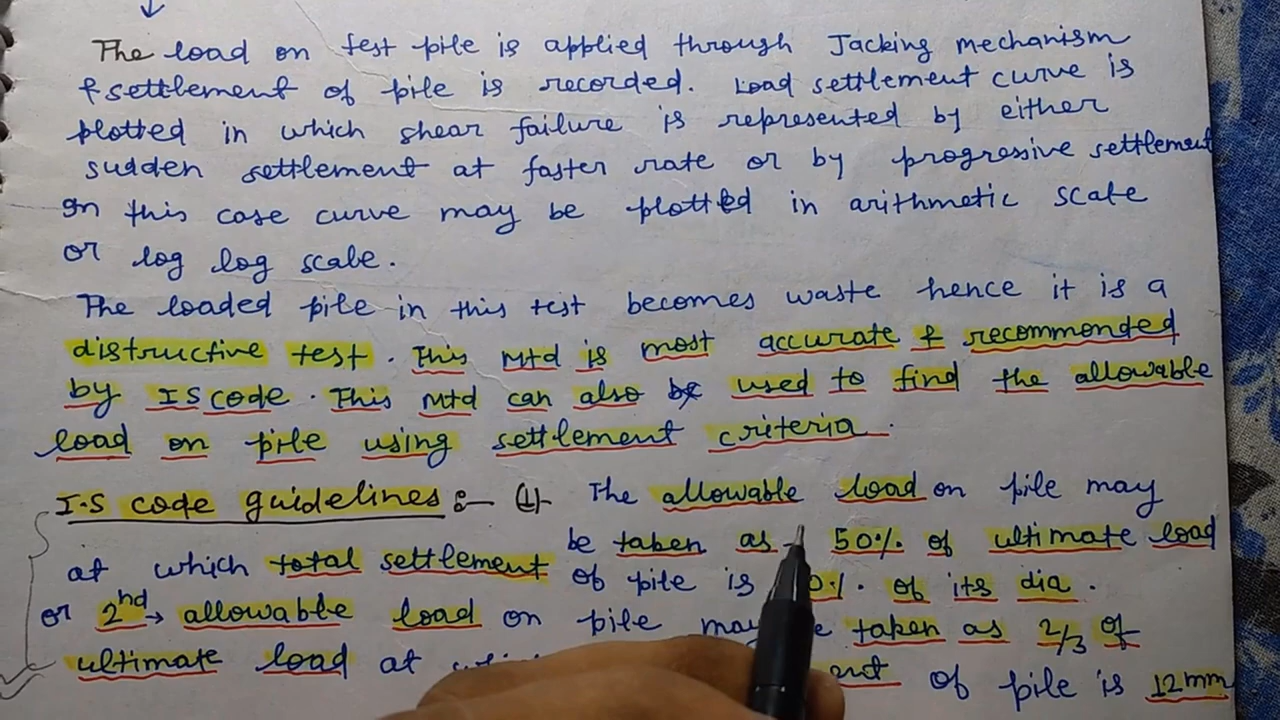 The load on test pile is applied through Jacking mechanism
& settlement of pile is recorded. Load settlement curve is
plotted in which shear failure is represented by either
sudden settlement at faster rate or by progressive settlement
In this case curve may be plotted in arithmetic scale
or log log scale.
The loaded pile in this test becomes waste hence it is a
distructive test. This Mtd is most accurate & recommonded
by IS code. This Mtd can also be used to find the allowable
load on pile using settlement criteria.
I.S code guidelines :- (1) The allowable load on pile may
be taken as 50% of ultimate load
at which total settlement of pile is 0% of its dia.
or 2nd → allowable load on pile may taken as 2/3 of
ultimate load at of pile is 12mm